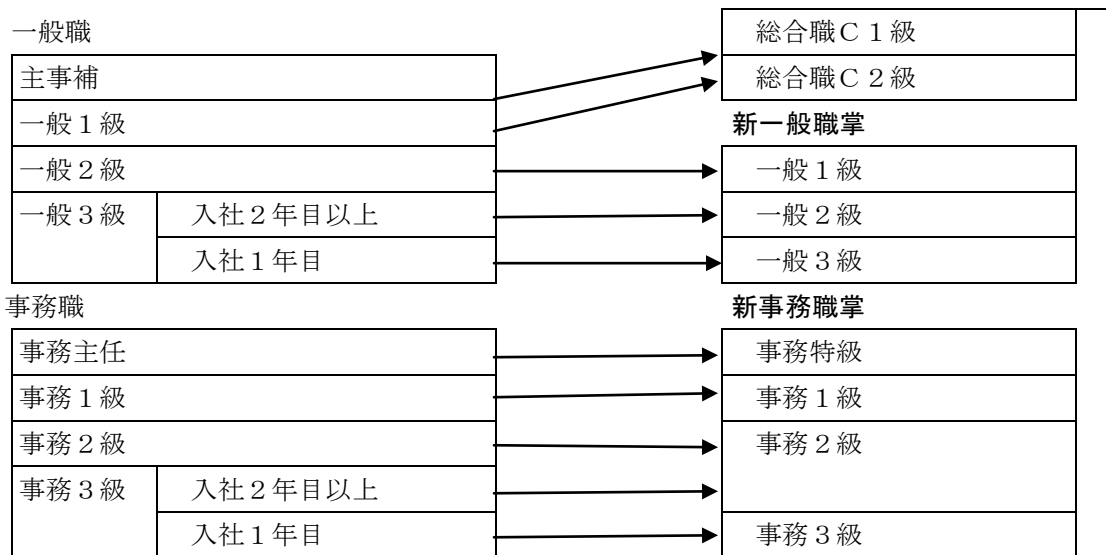 一般職
主事補
一般１級
一般２級
一般３級 入社２年目以上
入社１年目
事務職
事務主任
事務１級
事務２級
事務３級 入社２年目以上
入社１年目
総合職Ｃ１級
総合職Ｃ２級
新一般職掌
一般１級
一般２級
一般３級
新事務職掌
事務特級
事務１級
事務２級
事務３級